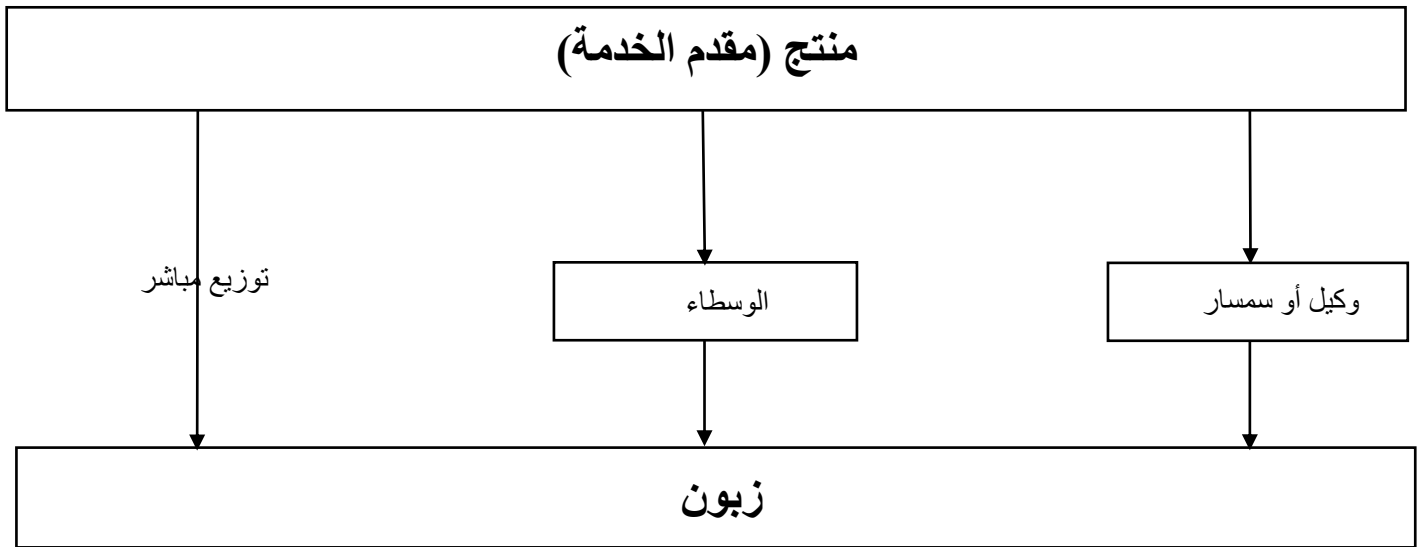 منتج (مقدم الخدمة)
وكيل أو سمسار
الوسطاء
توزيع مباشر
زبون